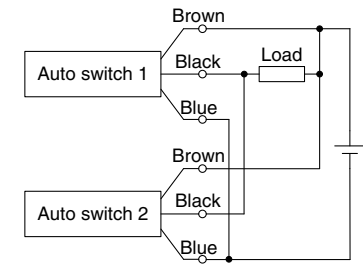 Brown
Auto switch 1
Black
Load
Blue
Brown
Auto switch 2
Black
Blue